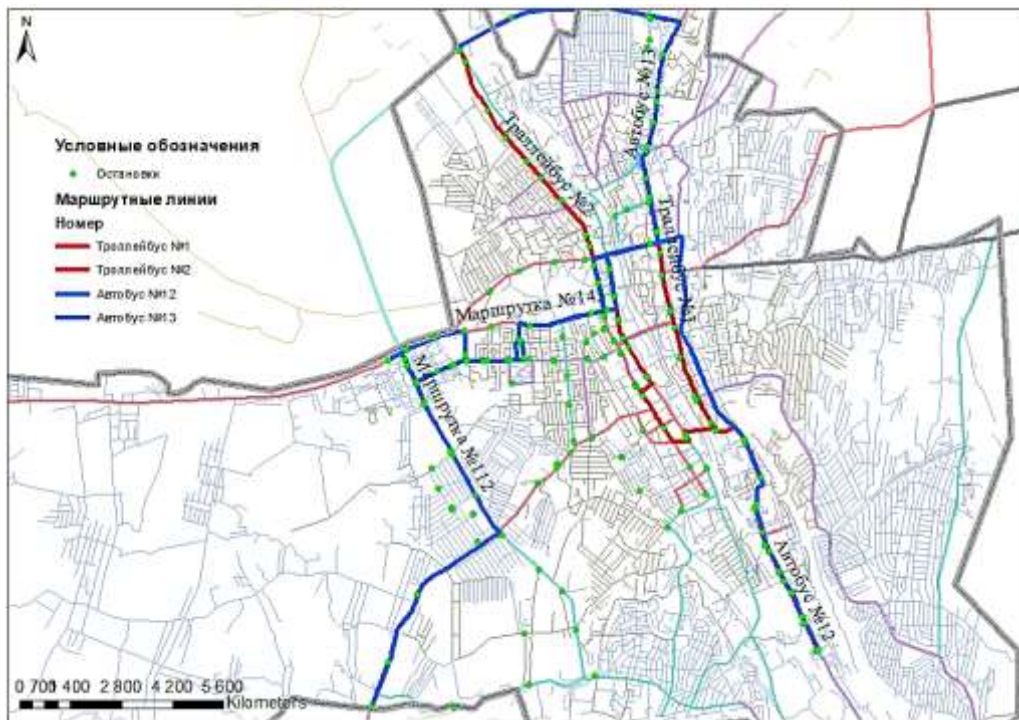 N
Условные обозначения
Остановки
Маршрутные линии
Номер
Троллейбус №1
Троллейбус №2
Автобус №12
Автобус №13
Автобус №13
Троллейбус №2
Троллейбус №1
Маршрутка №14
Маршрутка №112
Автобус №12
0 700 1 400 2 800 4 200 5 600
Kilometers